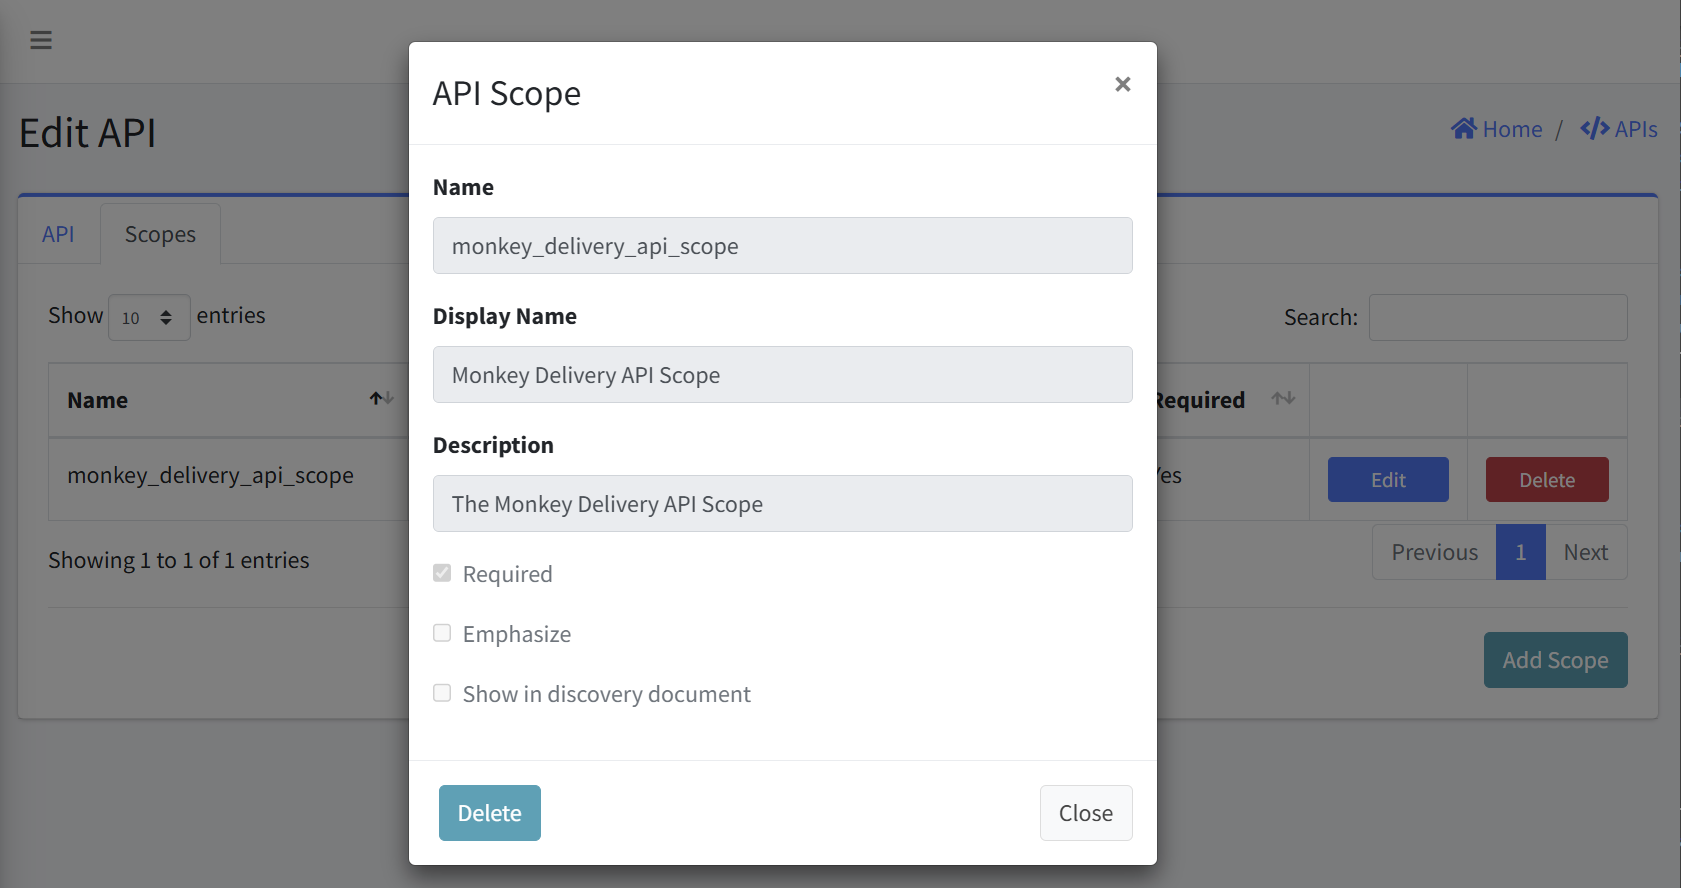 API Scope
×
Edit API
Home / APIs
Name
API
Scopes
monkey_delivery_api_scope
Display Name
Show 10 entries
Search:
Monkey Delivery API Scope
Name
Required
Description
monkey_delivery_api_scope
Yes
Edit
Delete
The Monkey Delivery API Scope
Showing 1 to 1 of 1 entries
Previous 1 Next
Required
Emphasize
Add Scope
Show in discovery document
Delete
Close